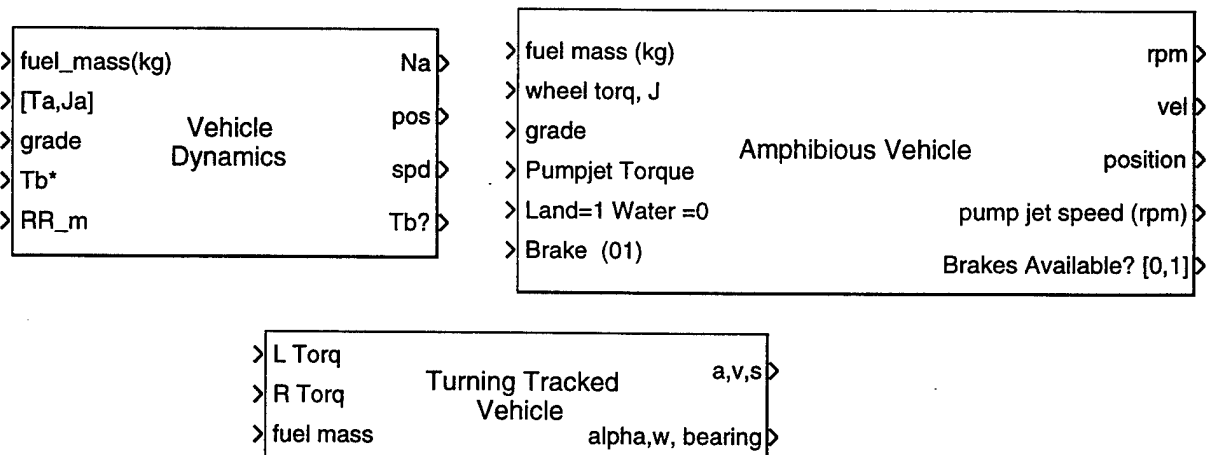 fuel_mass(kg)
[Ta,Ja]
grade
Tb*
RR_m
Vehicle
Dynamics
Na
pos
spd
Tb?
fuel mass (kg)
wheel torq, J
grade
Pumpjet Torque
Land=1 Water =0
Brake (01)
Amphibious Vehicle
rpm
vel
position
pump jet speed (rpm)
Brakes Available? [0,1]
L Torq
R Torq
fuel mass
Turning Tracked
Vehicle
a,v,s
alpha,w, bearing